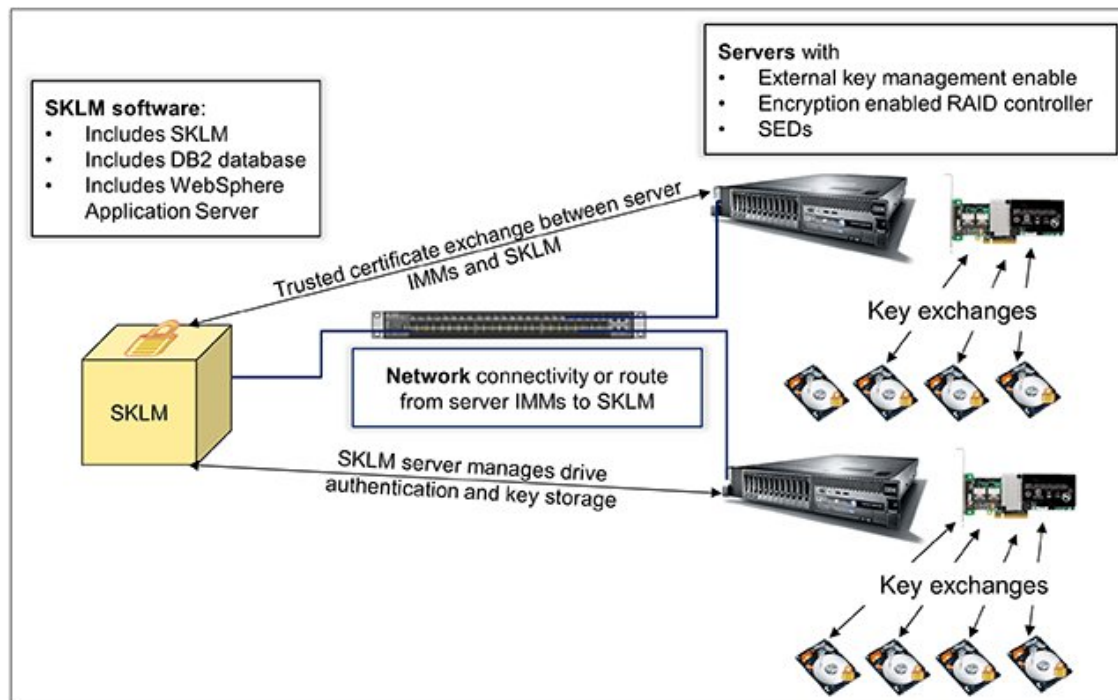 SKLM software:
• Includes SKLM
• Includes DB2 database
• Includes WebSphere
Application Server
Servers with
• External key management enable
• Encryption enabled RAID controller
• SEDs
Trusted certificate exchange between server
IMMs and SKLM
Key exchanges
SKLM
Network connectivity or route
from server IMMs to SKLM
SKLM server manages drive
authentication and key storage
Key exchanges